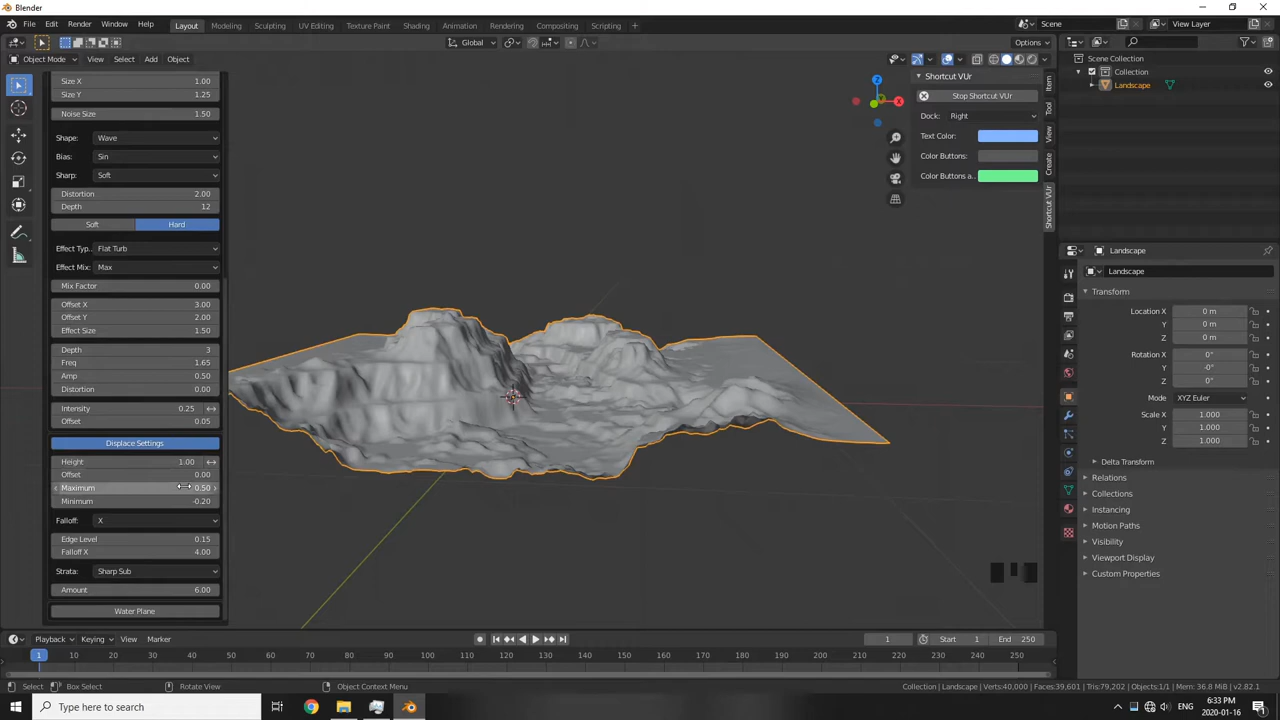 Blender
File Edit Render Window Help Layout Modeling Sculpting UV Editing Texture Paint Shading Animation Rendering Compositing Scripting + Scene View Layer
Global Options
Object Mode View Select Add Object
Size X 1.00
Size Y 1.25
Noise Size 1.50
Shape: Wave
Bias: Sin
Sharp: Soft
Distortion 2.00
Depth 12
Soft Hard
Effect Typ.. Flat Turb
Effect Mix: Max
Mix Factor 0.00
Offset X 3.00
Offset Y 2.00
Effect Size 1.50
Depth 3
Freq 1.65
Amp 0.50
Distortion 0.00
Intensity 0.25
Offset 0.05
Displace Settings
Height 1.00
Offset 0.00
Maximum 0.50
Minimum -0.20
Falloff: X
Edge Level 0.15
Falloff X 4.00
Strata: Sharp Sub
Amount 6.00
Water Plane
Z
X
Shortcut VUr
Stop Shortcut VUr
Dock: Right
Text Color:
Color Buttons:
Color Buttons a..
Item
Tool
View
Create
Shortcut VUr
Scene Collection
Collection
Landscape
Landscape
Landscape
Transform
Location X 0 m
Y 0 m
Z 0 m
Rotation X 0°
Y -0°
Z 0°
Mode XYZ Euler
Scale X 1.000
Y 1.000
Z 1.000
Delta Transform
Relations
Collections
Instancing
Motion Paths
Visibility
Viewport Display
Custom Properties
Playback Keying View Marker 1 Start 1 End 250
1 10 20 30 40 50 60 70 80 90 100 110 120 130 140 150 160 170 180 190 200 210 220 230 240 250
Select Box Select Rotate View Object Context Menu Collection | Landscape | Verts:40,000 | Faces:39,601 | Tris:79,202 | Objects:1/1 | Mem: 36.8 MiB | v2.82.1
Type here to search ENG 6:33 PM
2020-01-16